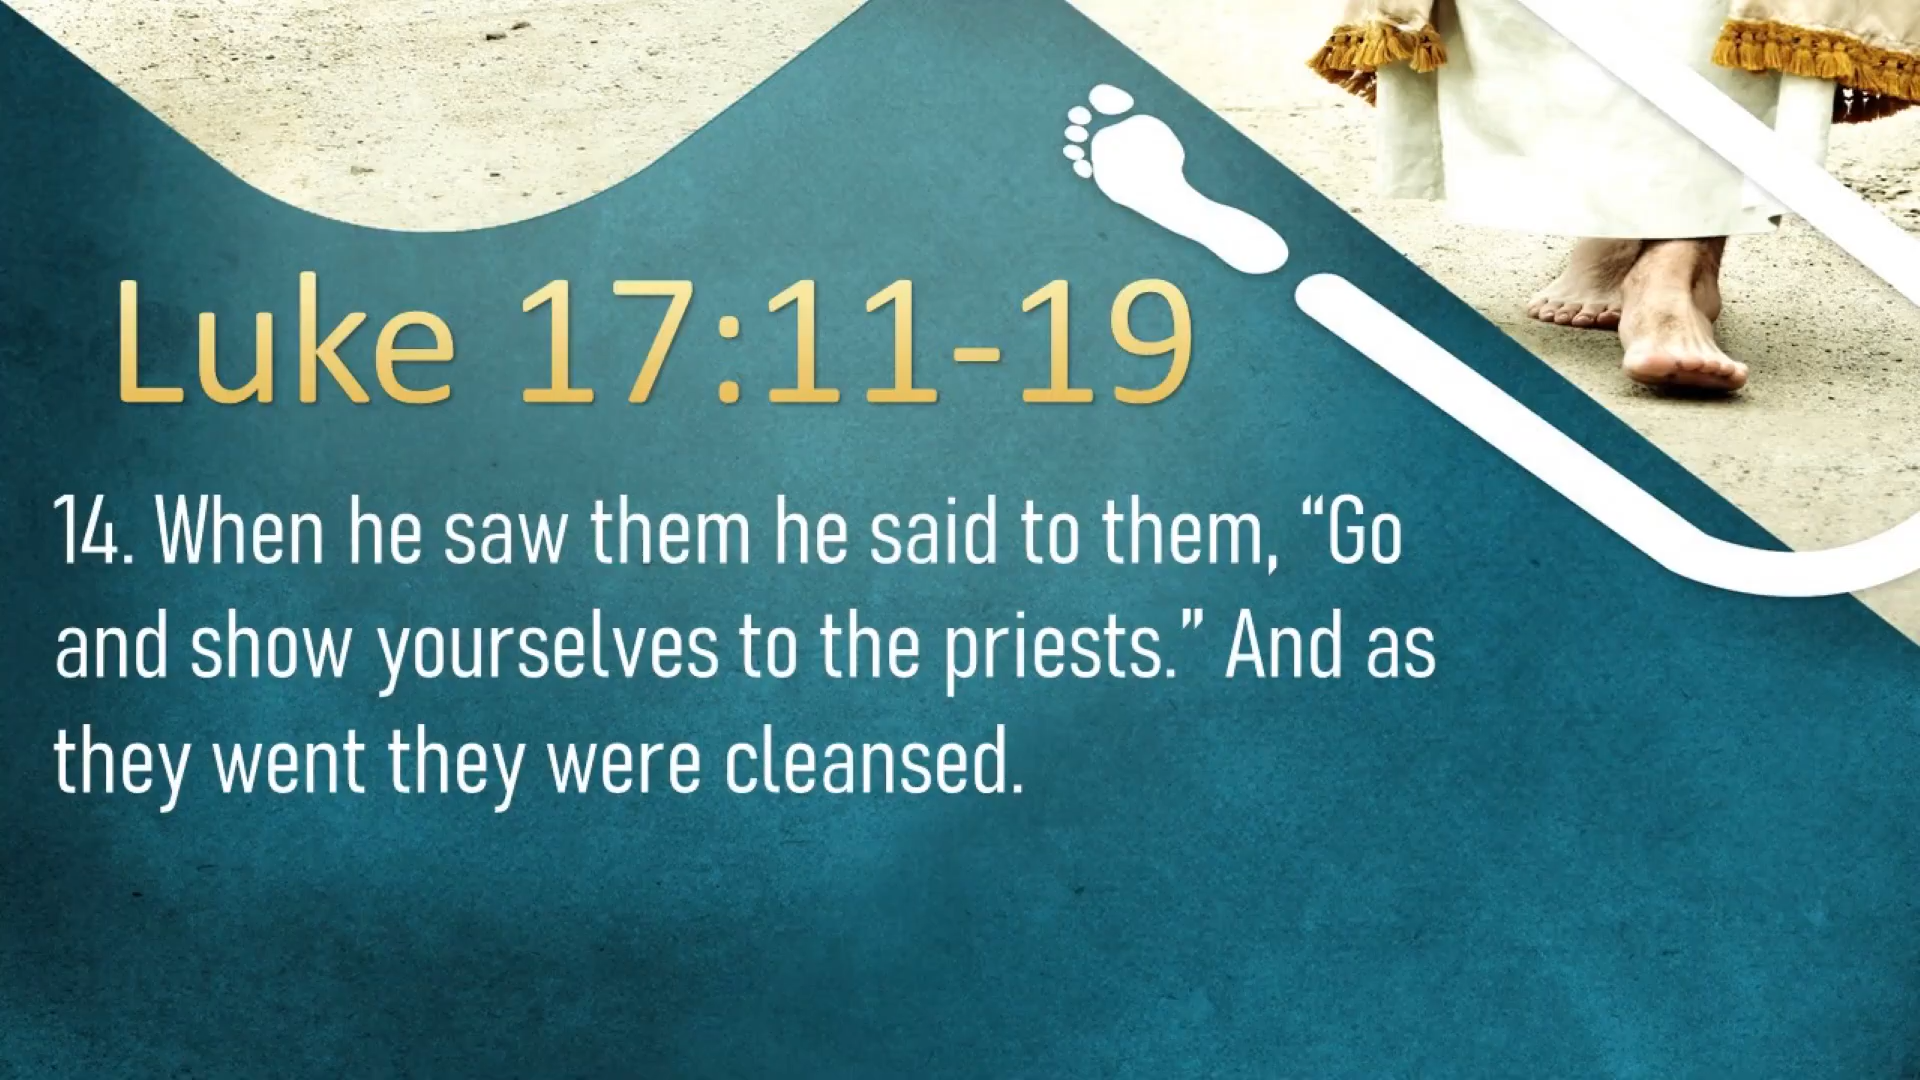 Luke 17:11-19
14. When he saw them he said to them, “Go
and show yourselves to the priests.” And as
they went they were cleansed.